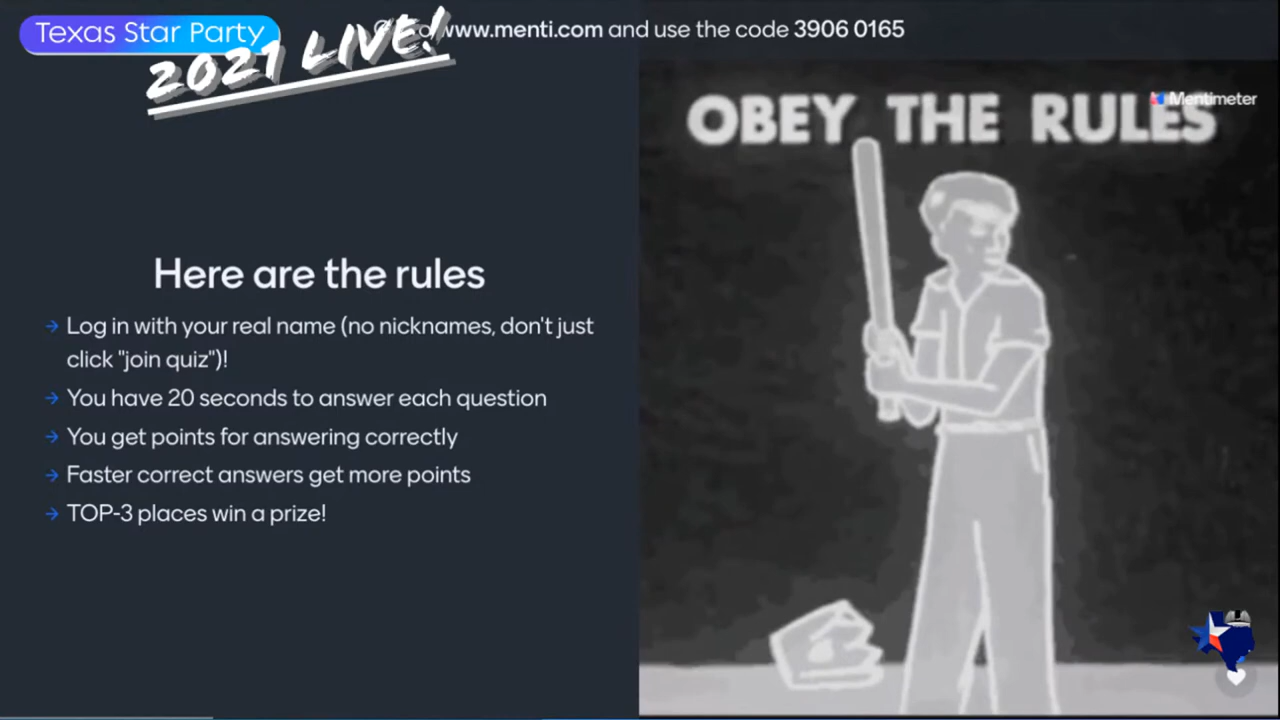 Texas Star Party
2021 LIVE!
www.menti.com and use the code 3906 0165
Mentimeter
OBEY THE RULES
Here are the rules
→ Log in with your real name (no nicknames, don't just
click "join quiz")!
→ You have 20 seconds to answer each question
→ You get points for answering correctly
→ Faster correct answers get more points
→ TOP-3 places win a prize!